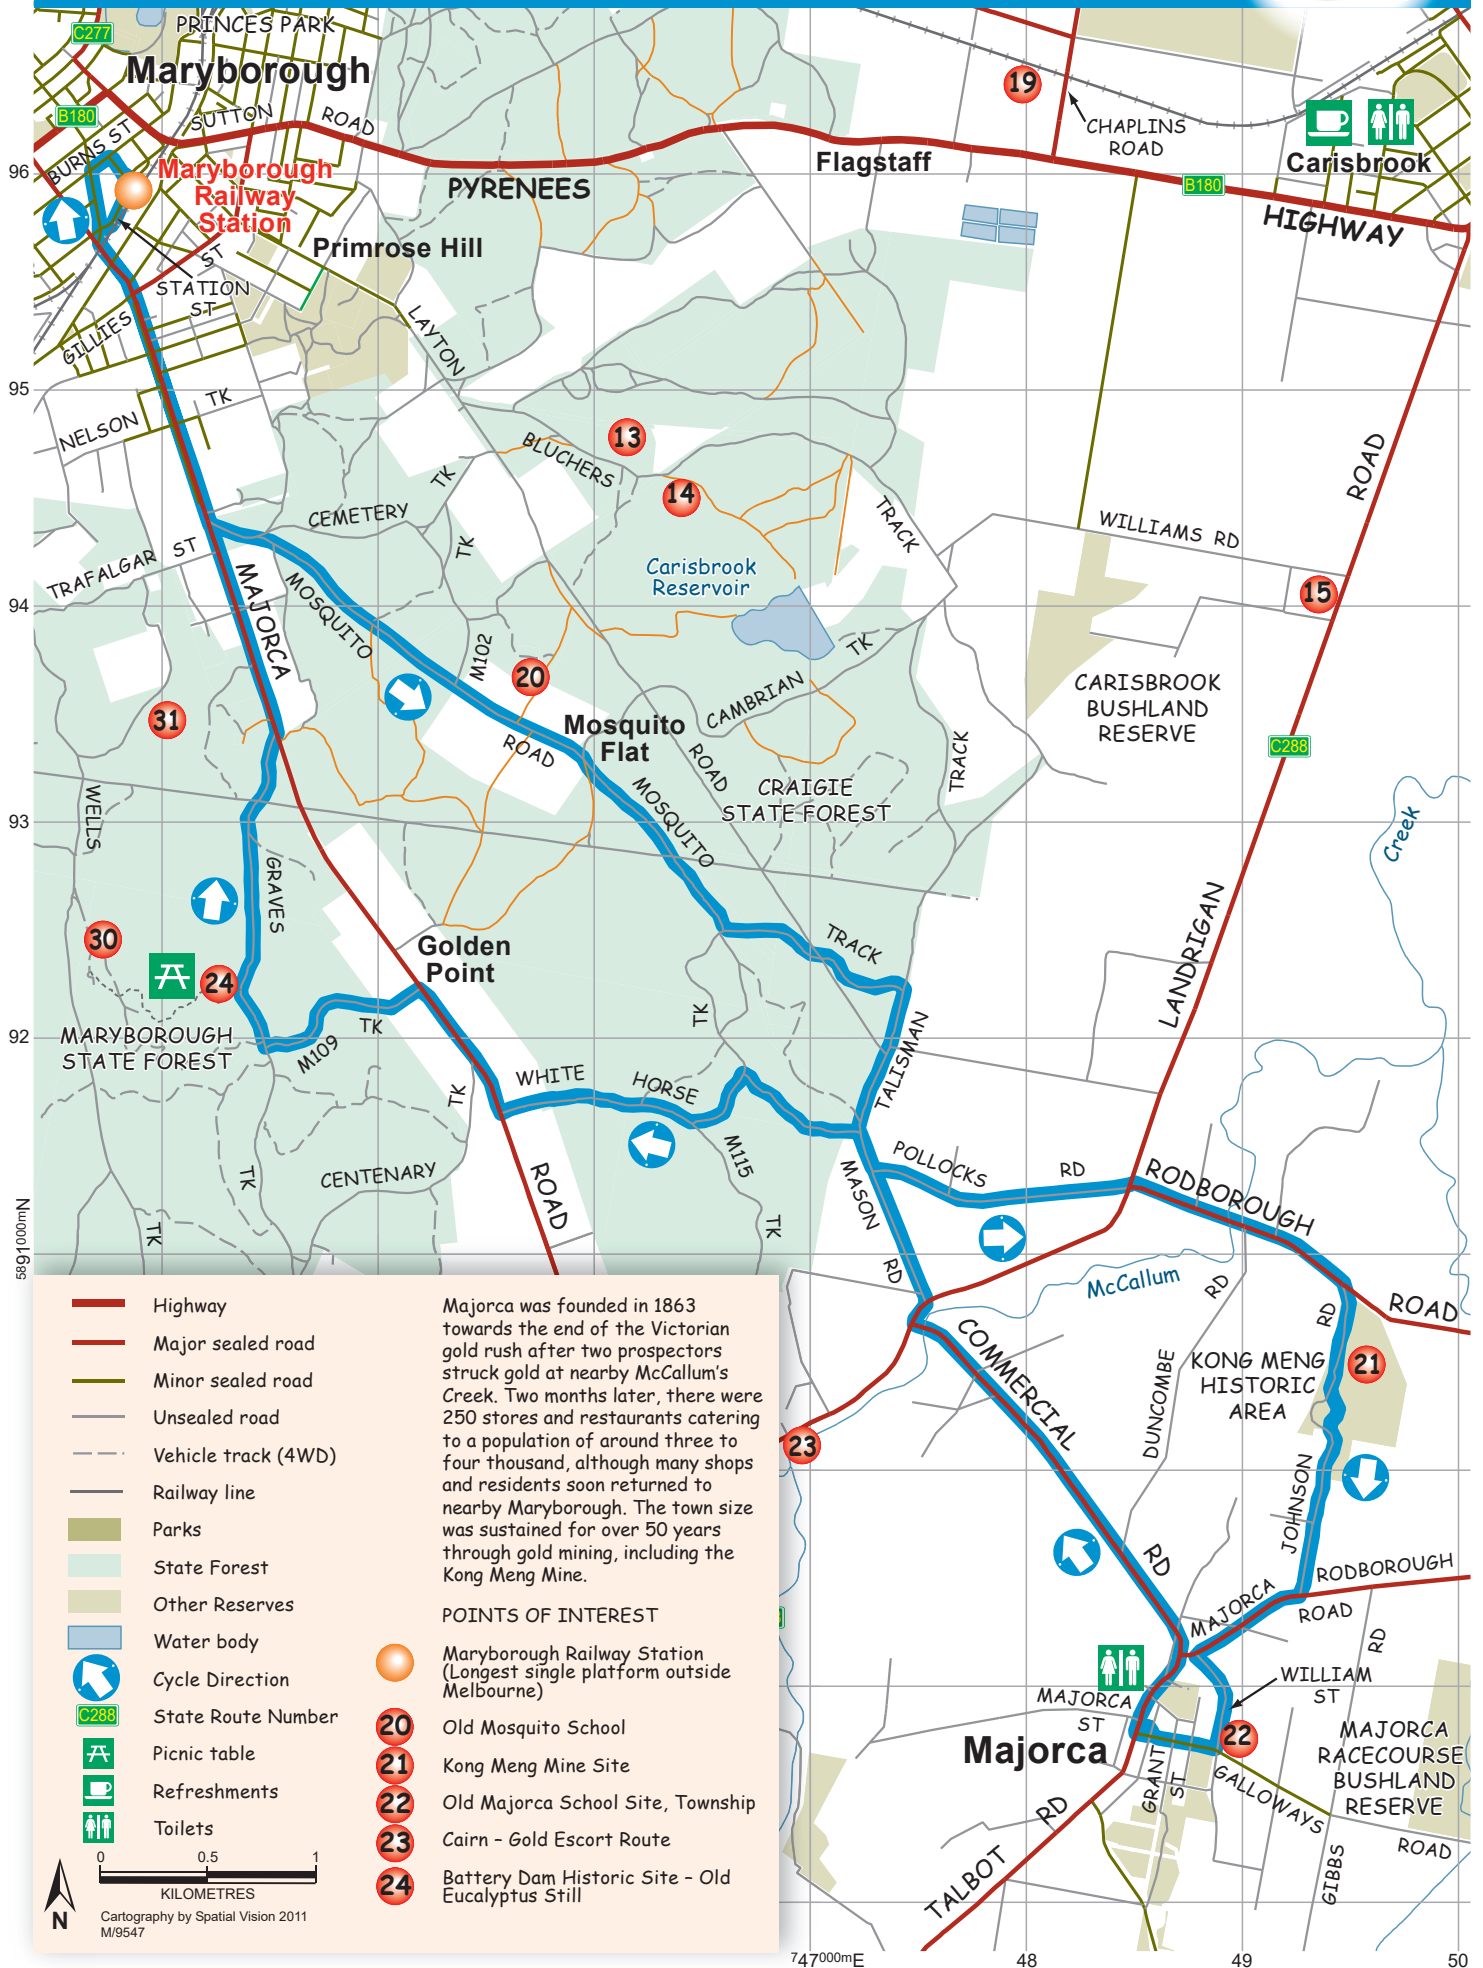 PRINCES PARK
C277
Maryborough
B180
SUTTON
ROAD
BURNS ST
96
Maryborough
Railway
Station
PYRENEES
Flagstaff
19
CHAPLINS
ROAD
Carisbrook
B180
HIGHWAY
Primrose Hill
ST
STATION
ST
GILLIES
LAYTON
95
NELSON
TK
13
BLUCHERS
14
TK
CEMETERY
TK
TRACK
WILLIAMS RD
ROAD
TRAFALGAR ST
Carisbrook
Reservoir
94
15
MAJORCA
MOSQUITO
M102
20
CAMBRIAN
TK
CARISBROOK
BUSHLAND
RESERVE
31
Mosquito
Flat
ROAD
ROAD
CRAIGIE
STATE FOREST
TRACK
C288
MOSQUITO
WELLS
93
Creek
GRAVES
30
24
Golden
Point
TRACK
LANDRIGAN
MARYBOROUGH
STATE FOREST
92
TK
M109
TK
TK
WHITE
HORSE
TALISMAN
M115
CENTENARY
TK
TK
ROAD
TK
MASON
RD
POLLOCKS
RD
RODBOROUGH
5891000mN
McCallum
RD
ROAD
RD
COMMERCIAL
RD
DUNCOMBE
KONG MENG
HISTORIC
AREA
21
23
JOHNSON
RODBOROUGH
ROAD
MAJORCA
RD
WILLIAM
ST
MAJORCA
ST
Majorca
22
GRANT
ST
GALLOWAYS
ROAD
MAJORCA
RACECOURSE
BUSHLAND
RESERVE
GIBBS
TALBOT
RD
Highway
Major sealed road
Minor sealed road
Unsealed road
Vehicle track (4WD)
Railway line
Parks
State Forest
Other Reserves
Water body
Cycle Direction
C288
State Route Number
Picnic table
Refreshments
Toilets
0 0.5 1
KILOMETRES
N
Cartography by Spatial Vision 2011
M/9547
Majorca was founded in 1863
towards the end of the Victorian
gold rush after two prospectors
struck gold at nearby McCallum's
Creek. Two months later, there were
250 stores and restaurants catering
to a population of around three to
four thousand, although many shops
and residents soon returned to
nearby Maryborough. The town size
was sustained for over 50 years
through gold mining, including the
Kong Meng Mine.
POINTS OF INTEREST
Maryborough Railway Station
(Longest single platform outside
Melbourne)
20
Old Mosquito School
21
Kong Meng Mine Site
22
Old Majorca School Site, Township
23
Cairn – Gold Escort Route
24
Battery Dam Historic Site – Old
Eucalyptus Still
747000mE
48
49
50